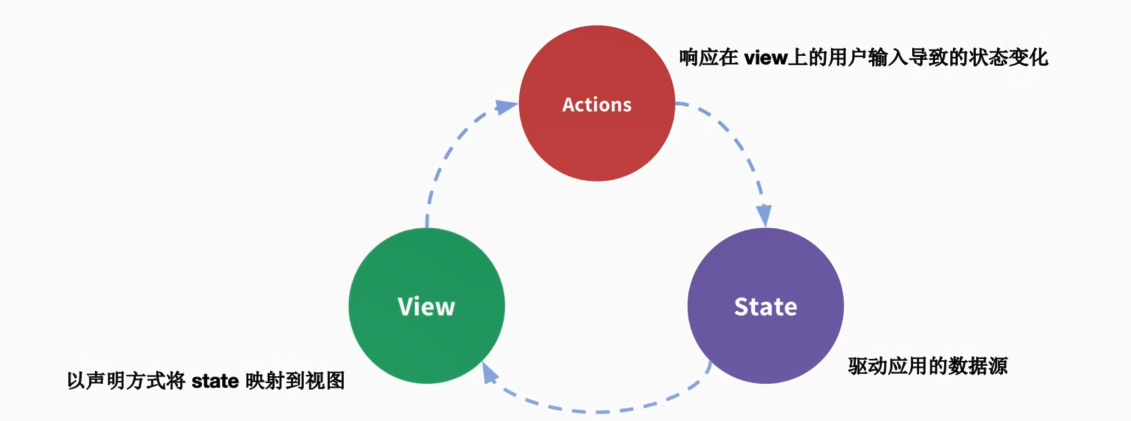 响应在 view上的用户输入导致的状态变化
Actions
View
State
驱动应用的数据源
以声明方式将 state 映射到视图